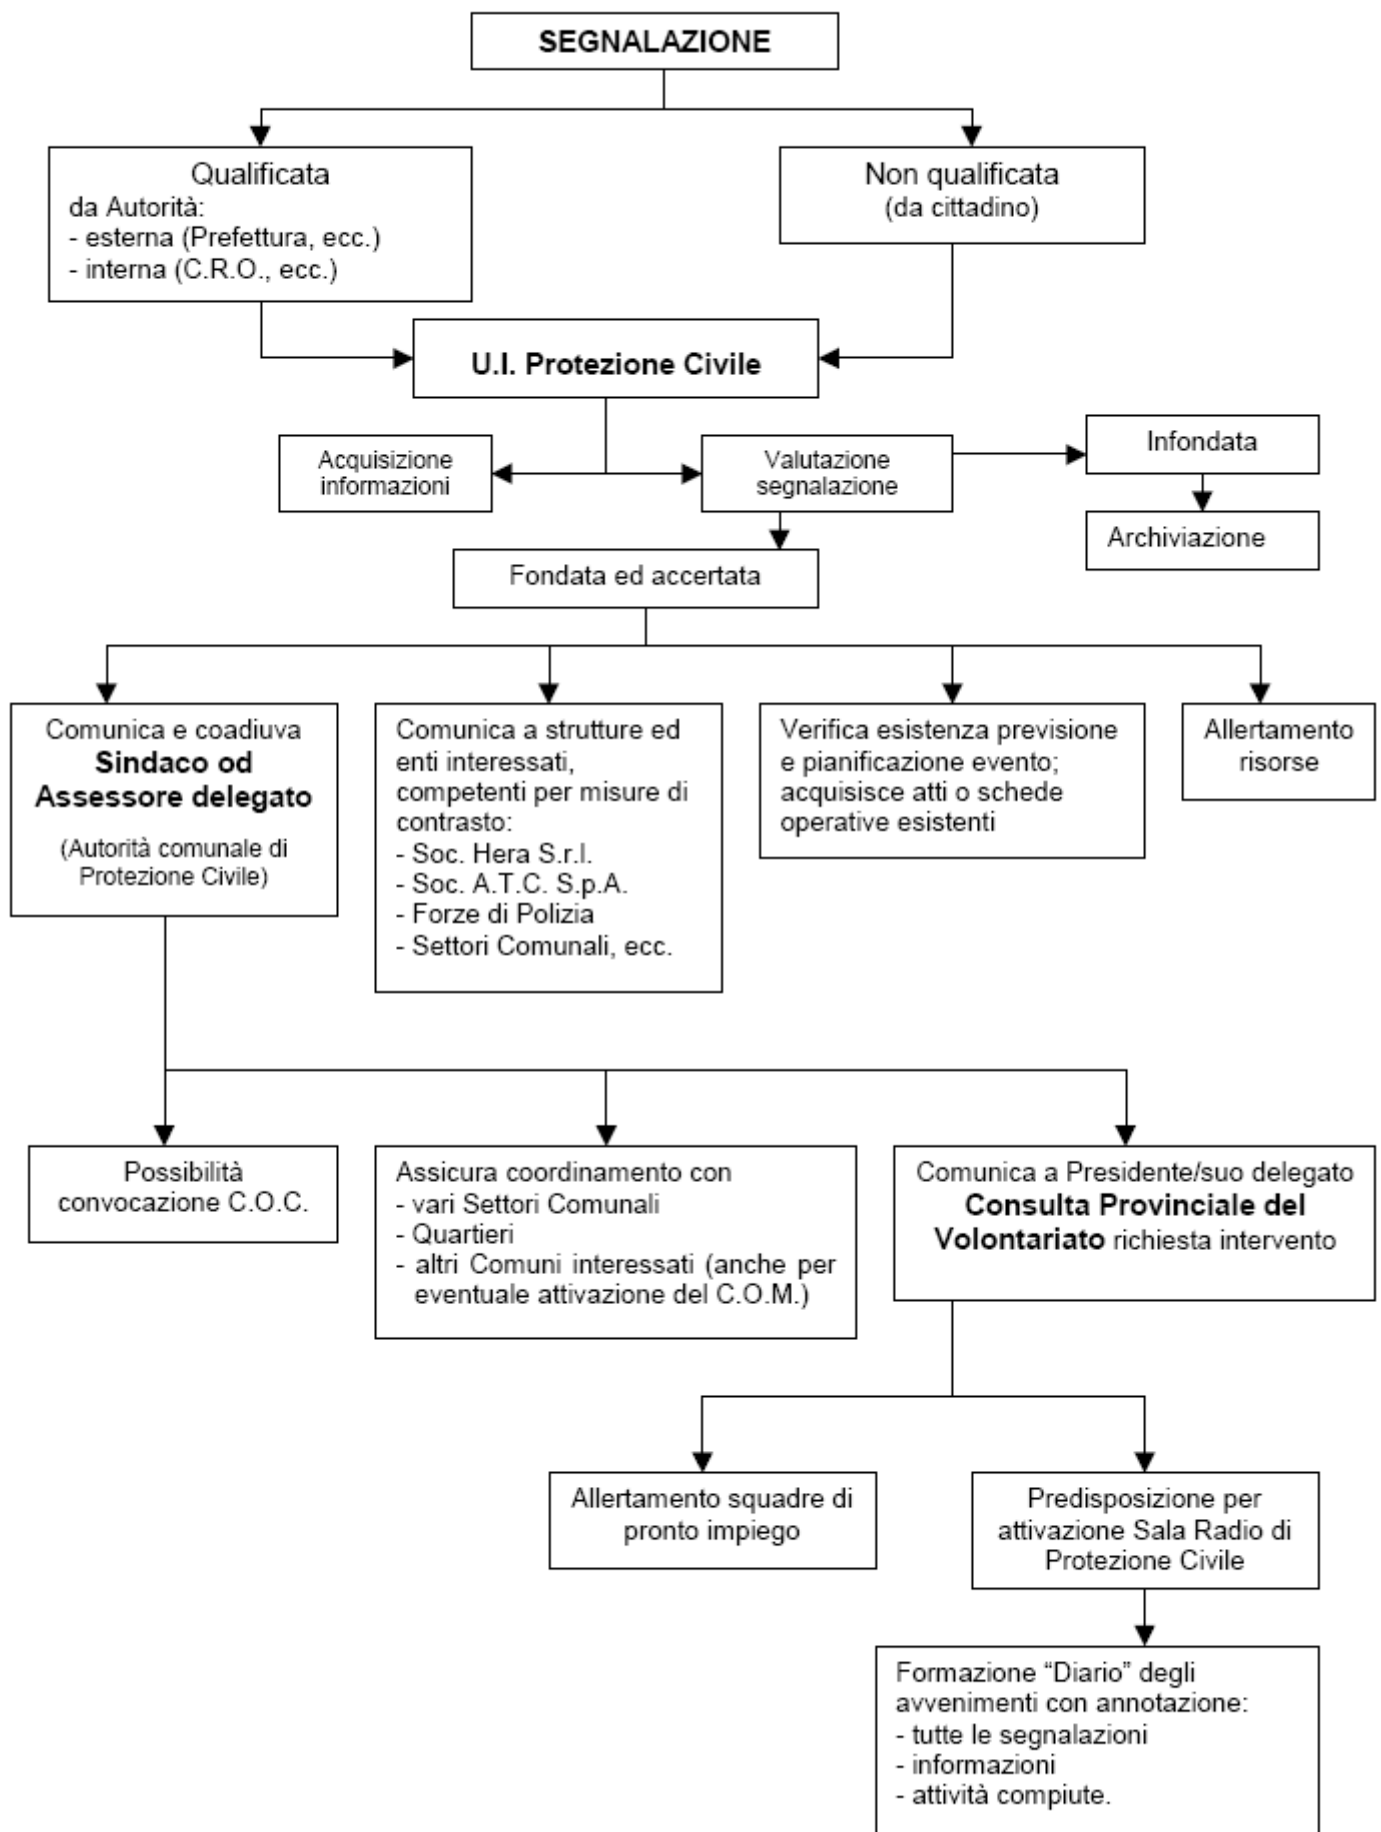 SEGNALAZIONE
Qualificata
da Autorità:
- esterna (Prefettura, ecc.)
- interna (C.R.O., ecc.)
Non qualificata
(da cittadino)
U.I. Protezione Civile
Acquisizione
informazioni
Valutazione
segnalazione
Infondata
Archiviazione
Fondata ed accertata
Comunica e coadiuva
Sindaco od
Assessore delegato
(Autorità comunale di
Protezione Civile)
Comunica a strutture ed
enti interessati,
competenti per misure di
contrasto:
- Soc. Hera S.r.l.
- Soc. A.T.C. S.p.A.
- Forze di Polizia
- Settori Comunali, ecc.
Verifica esistenza previsione
e pianificazione evento;
acquisisce atti o schede
operative esistenti
Allertamento
risorse
Possibilità
convocazione C.O.C.
Assicura coordinamento con
- vari Settori Comunali
- Quartieri
- altri Comuni interessati (anche per
eventuale attivazione del C.O.M.)
Comunica a Presidente/suo delegato
Consulta Provinciale del
Volontariato richiesta intervento
Allertamento squadre di
pronto impiego
Predisposizione per
attivazione Sala Radio di
Protezione Civile
Formazione “Diario” degli
avvenimenti con annotazione:
- tutte le segnalazioni
- informazioni
- attività compiute.